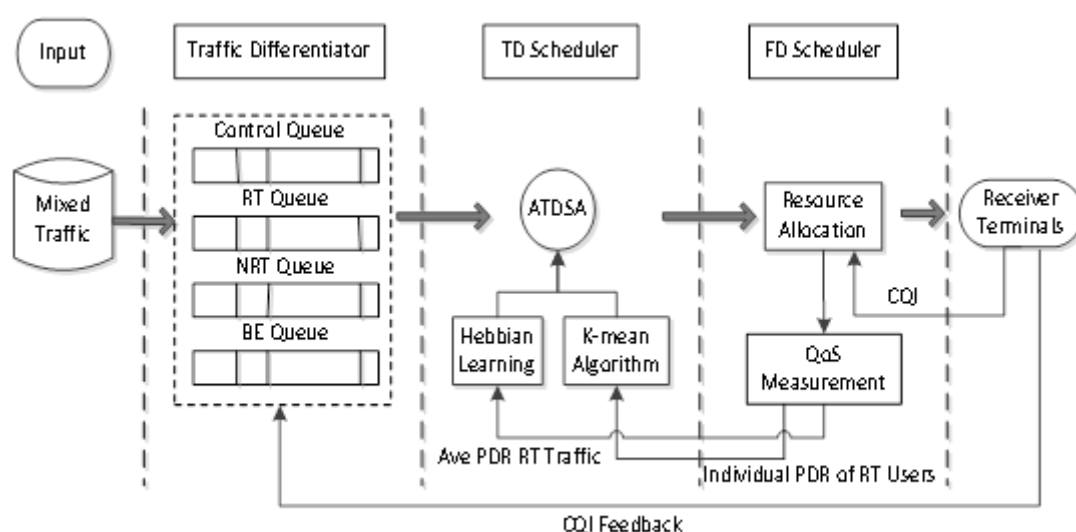 Input
Traffic Differentiator
TD Scheduler
FD Scheduler
Mixed
Traffic
Control Queue
RT Queue
NRT Queue
BE Queue
ATDSA
Hebbian
Learning
K-mean
Algorithm
Resource
Allocation
QoS
Measurement
Receiver
Terminals
CQI
Ave PDR RT Traffic
Individual PDR of RT Users
CQI Feedback